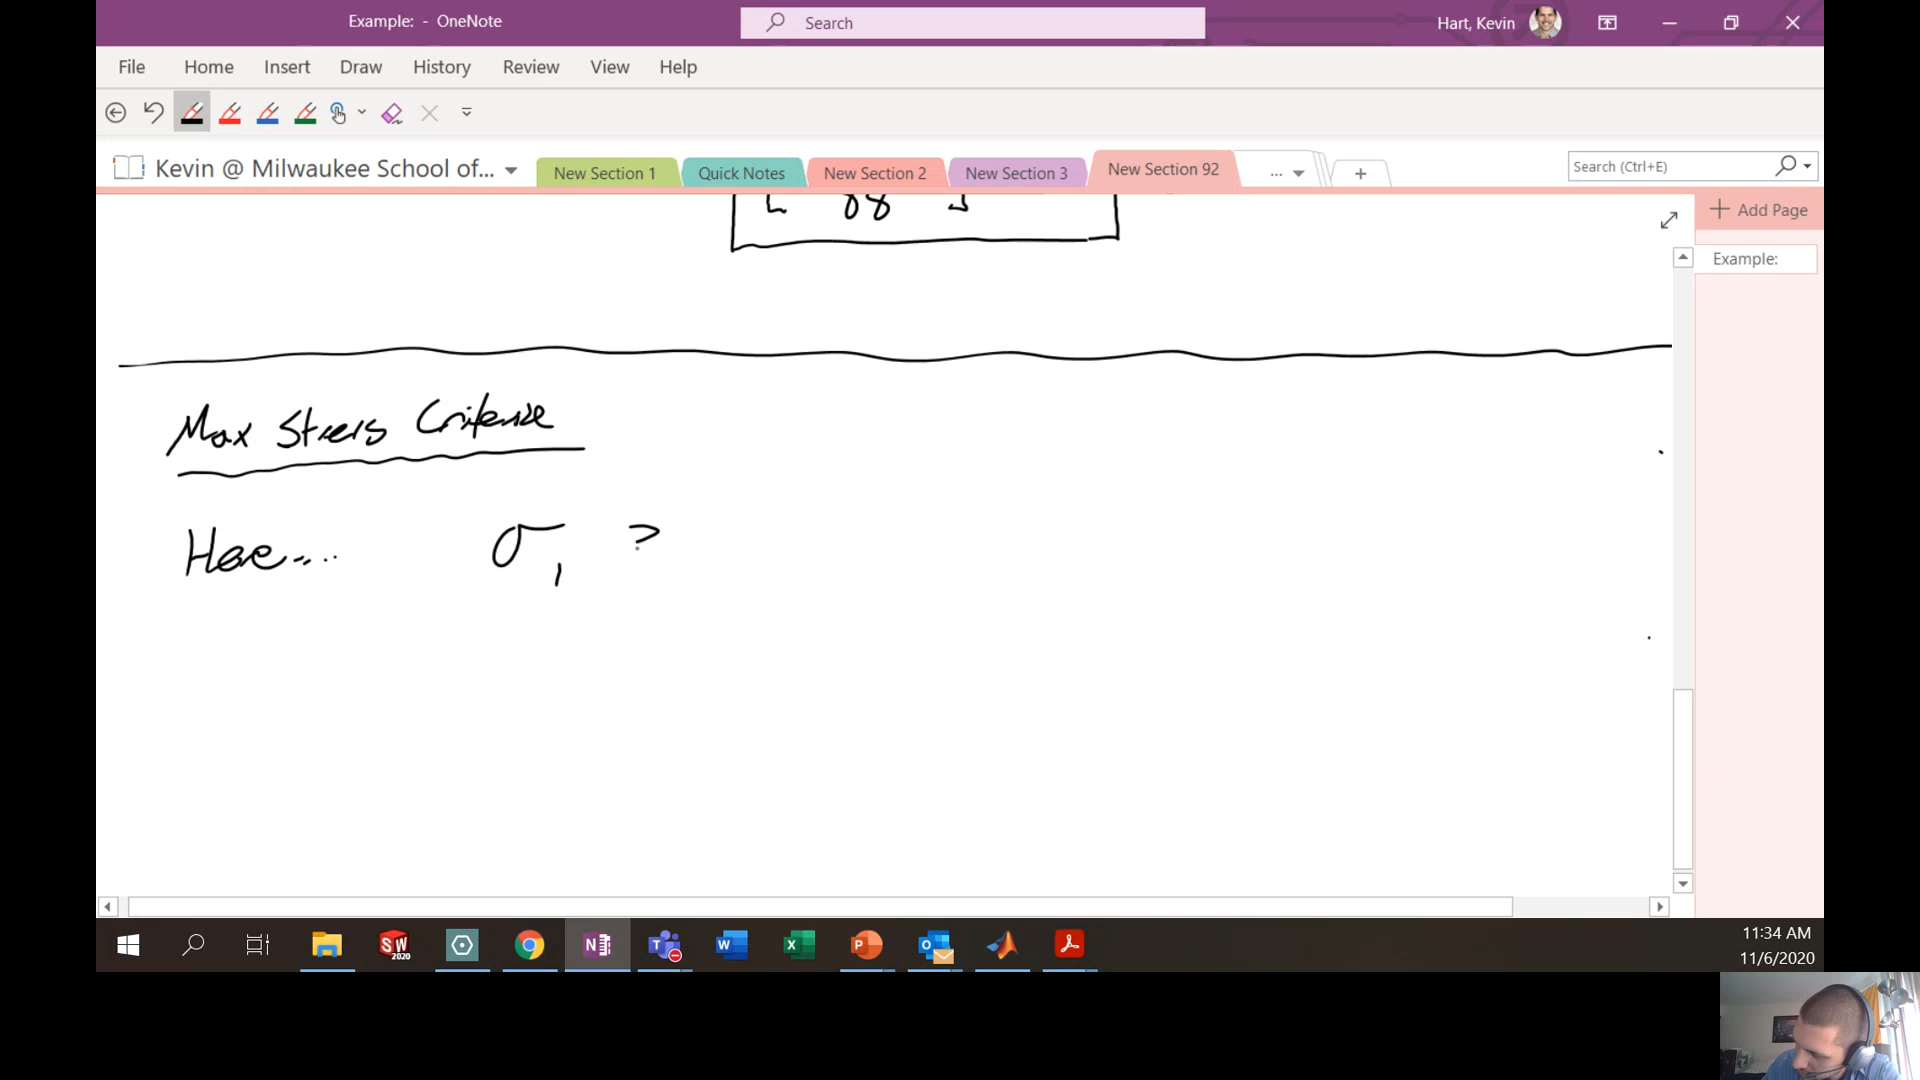 Example: - OneNote
Search
Hart, Kevin
File Home Insert Draw History Review View Help
Kevin @ Milwaukee School of...
New Section 1
Quick Notes
New Section 2
New Section 3
New Section 92
...
Search (Ctrl+E)
Add Page
Example:
[ 88 ]
Max Stress Criteria
Here....
σ₁ >
11:34 AM
11/6/2020